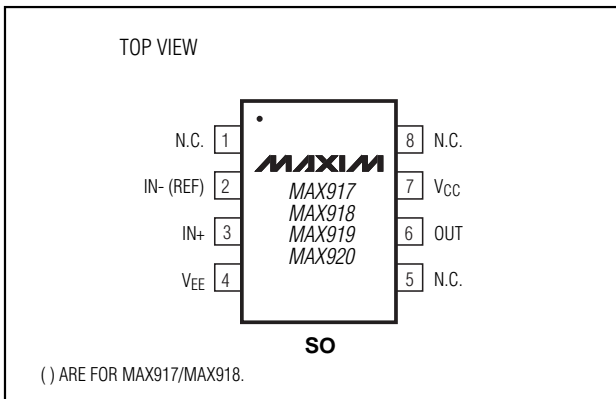 TOP VIEW
N.C. 1
8 N.C.
MAXIM
IN- (REF) 2
MAX917
7 VCC
MAX918
IN+ 3
MAX919
6 OUT
MAX920
VEE 4
5 N.C.
SO
( ) ARE FOR MAX917/MAX918.